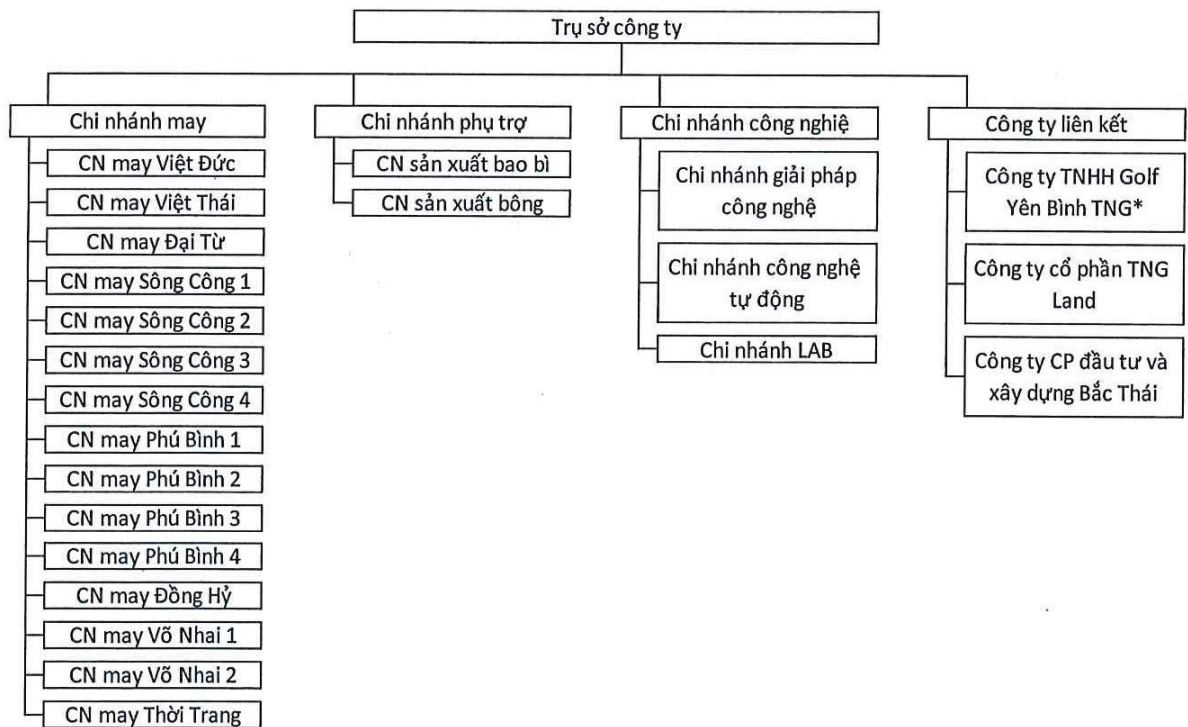 Trụ sở công ty
Chi nhánh may
CN may Việt Đức
CN may Việt Thái
CN may Đại Từ
CN may Sông Công 1
CN may Sông Công 2
CN may Sông Công 3
CN may Sông Công 4
CN may Phú Bình 1
CN may Phú Bình 2
CN may Phú Bình 3
CN may Phú Bình 4
CN may Đồng Hỷ
CN may Võ Nhai 1
CN may Võ Nhai 2
CN may Thời Trang
Chi nhánh phụ trợ
CN sản xuất bao bì
CN sản xuất bông
Chi nhánh công nghiệ
Chi nhánh giải pháp
công nghệ
Chi nhánh công nghệ
tự động
Chi nhánh LAB
Công ty liên kết
Công ty TNHH Golf
Yên Bình TNG*
Công ty cổ phần TNG
Land
Công ty CP đầu tư và
xây dựng Bắc Thái